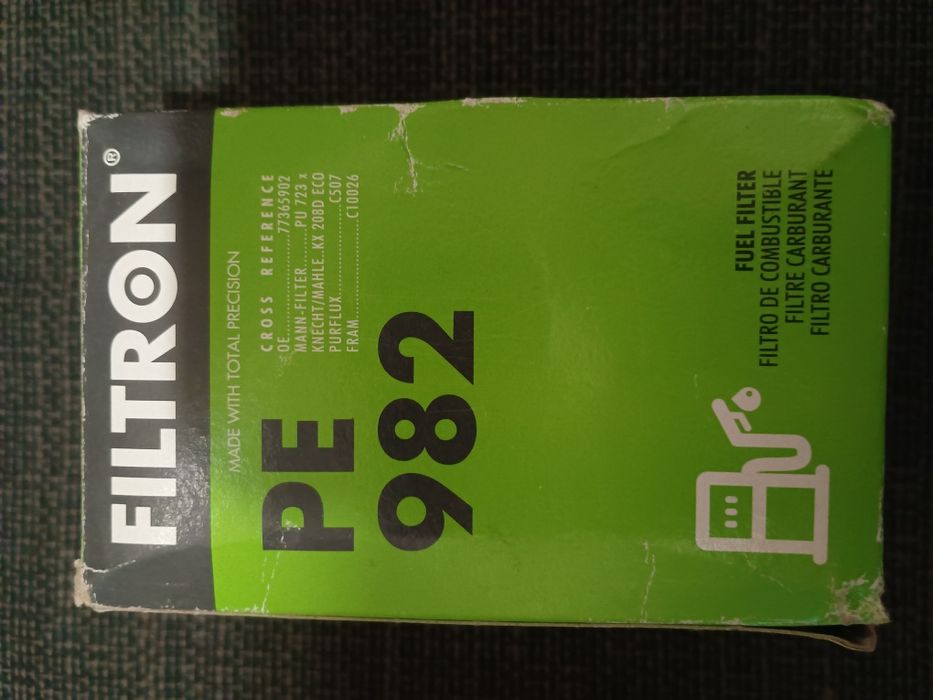 FILTRON®
MADE WITH TOTAL PRECISION
CROSS REFERENCE
OE....................77365902
MANN-FILTER........PU 723 x
KNECHT/MAHLE..KX 208D ECO
PURFLUX....................C507
FRAM....................C10026
PE
982
FUEL FILTER
FILTRO DE COMBUSTIBLE
FILTRE CARBURANT
FILTRO CARBURANTE